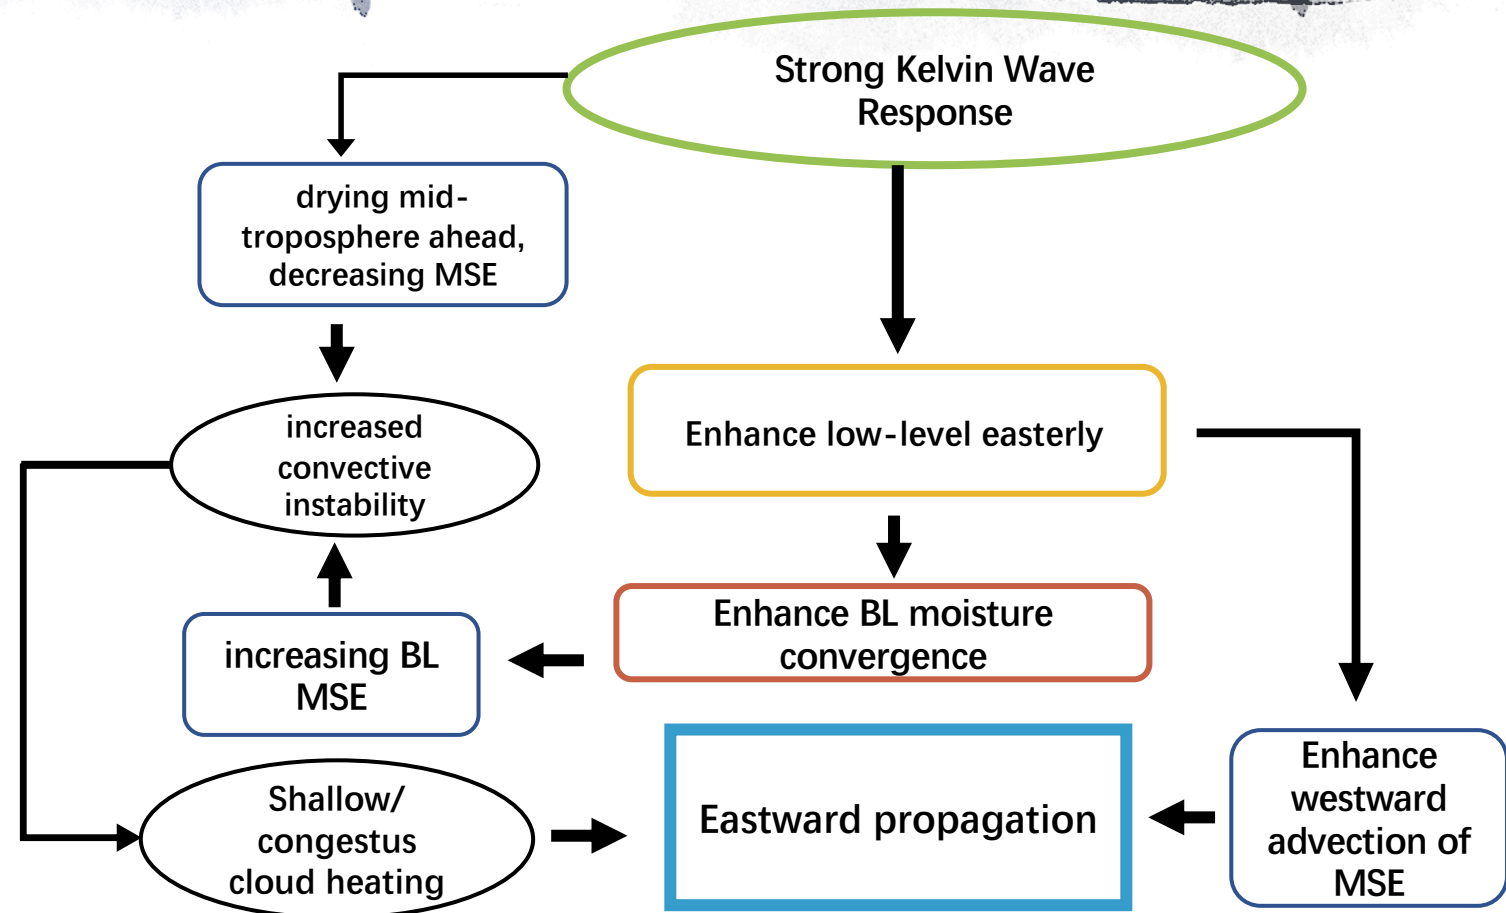 Strong Kelvin Wave
Response
drying mid-
troposphere ahead,
decreasing MSE
increased
convective
instability
Enhance low-level easterly
Enhance BL moisture
convergence
increasing BL
MSE
Shallow/
congestus
cloud heating
Eastward propagation
Enhance
westward
advection of
MSE